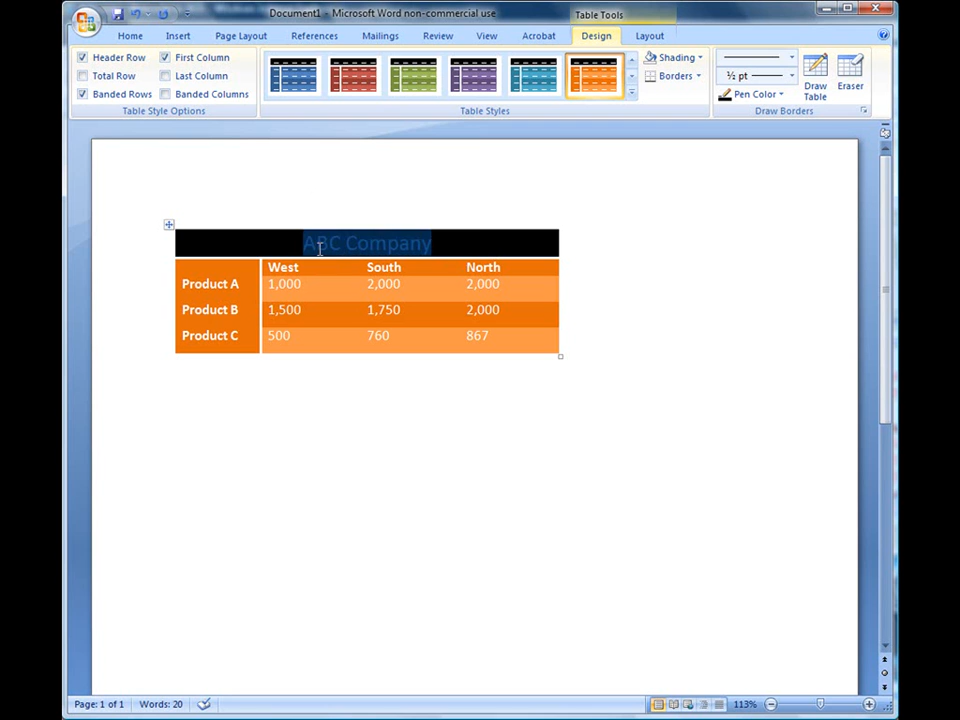 Document1 - Microsoft Word non-commercial use
Table Tools
Home Insert Page Layout References Mailings Review View Acrobat Design Layout
Header Row First Column
Total Row Last Column
Banded Rows Banded Columns
Table Style Options
Table Styles
Shading
Borders
½ pt
Pen Color
Draw Table
Eraser
Draw Borders
ABC Company
West South North
Product A 1,000 2,000 2,000
Product B 1,500 1,750 2,000
Product C 500 760 867
Page: 1 of 1 Words: 20 113%